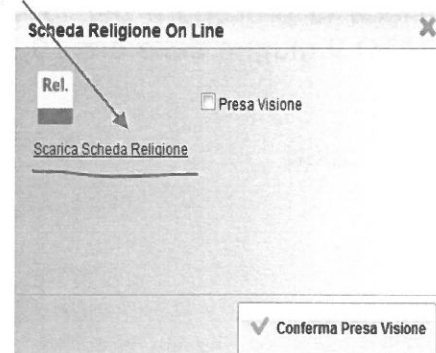 Scheda Religione On Line
Rel.
Presa Visione
Scarica Scheda Religione
Conferma Presa Visione